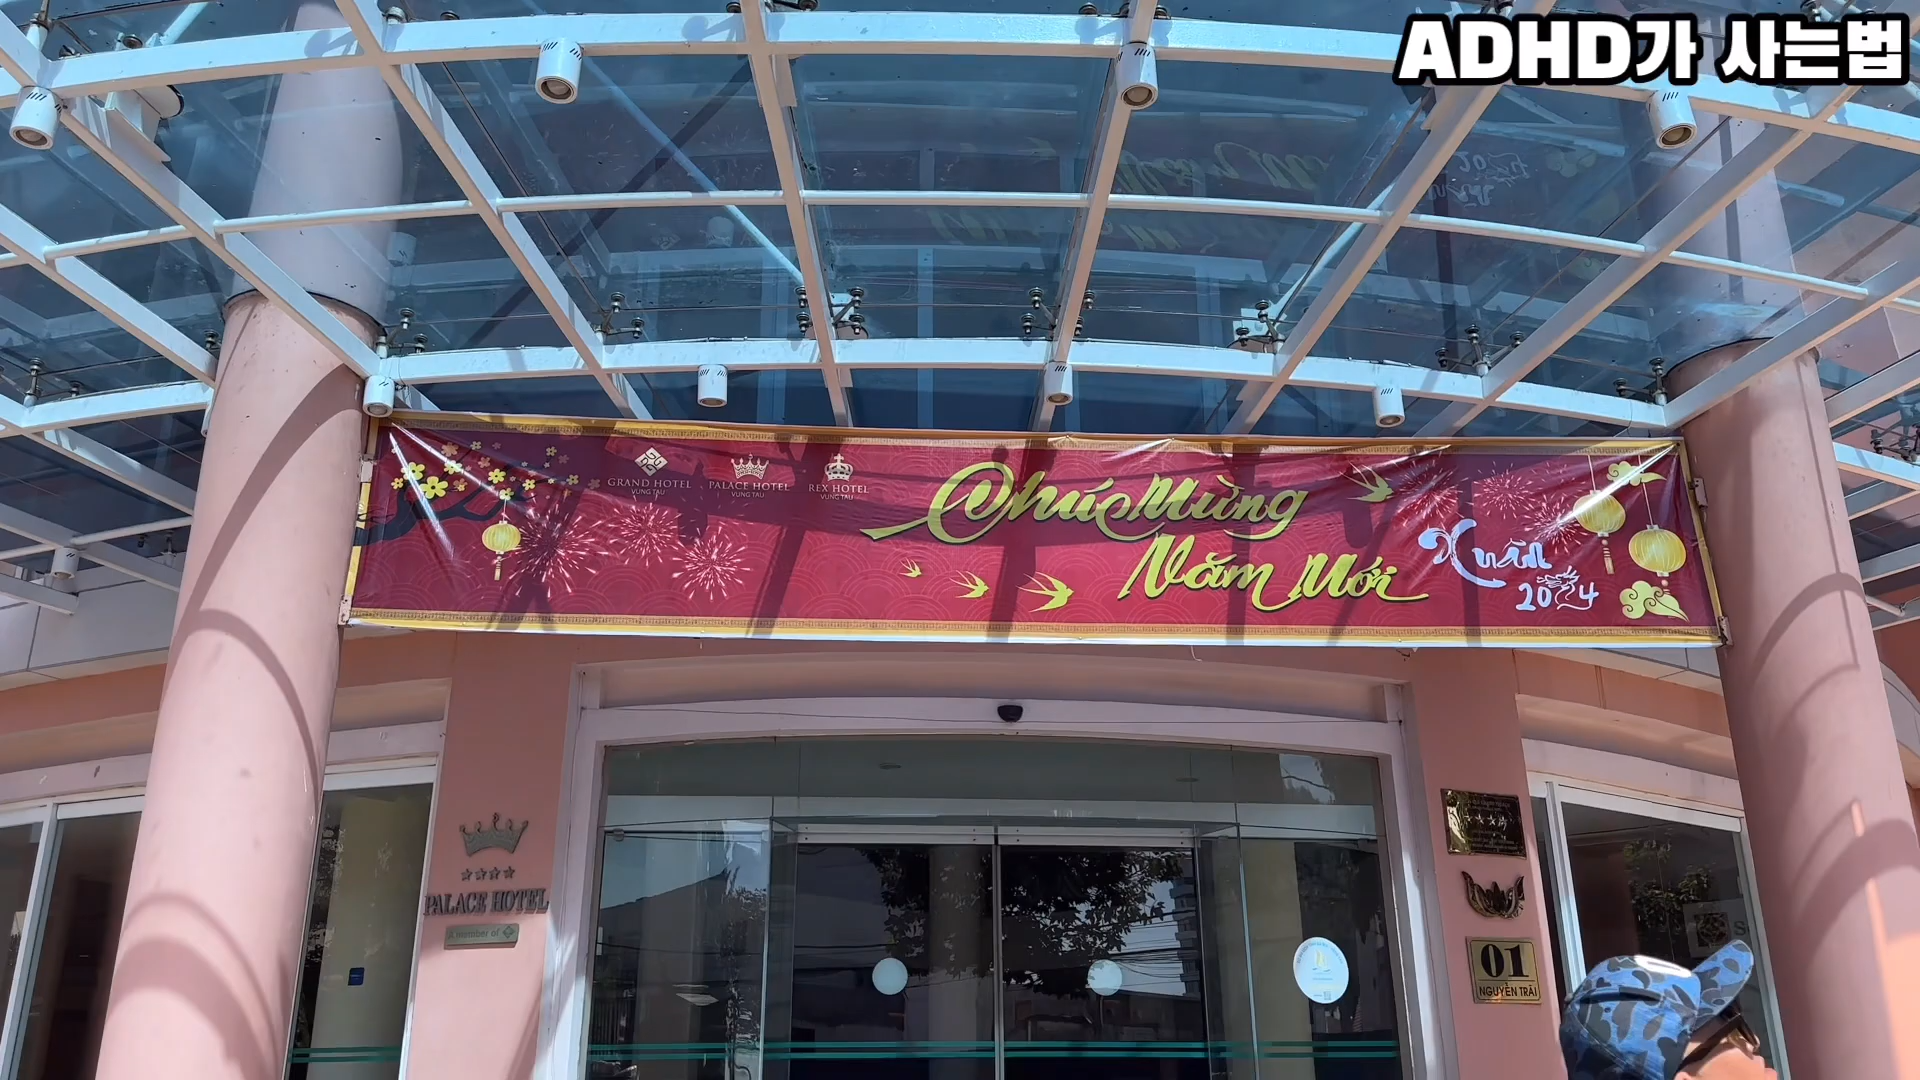 ADHD가 사는법
GRAND HOTEL
VUNG TAU
PALACE HOTEL
VUNG TAU
REX HOTEL
VUNG TAU
Chúc Mừng
Năm Mới
Xuân
2024
PALACE HOTEL
A member of
01
NGUYỄN TRÃI